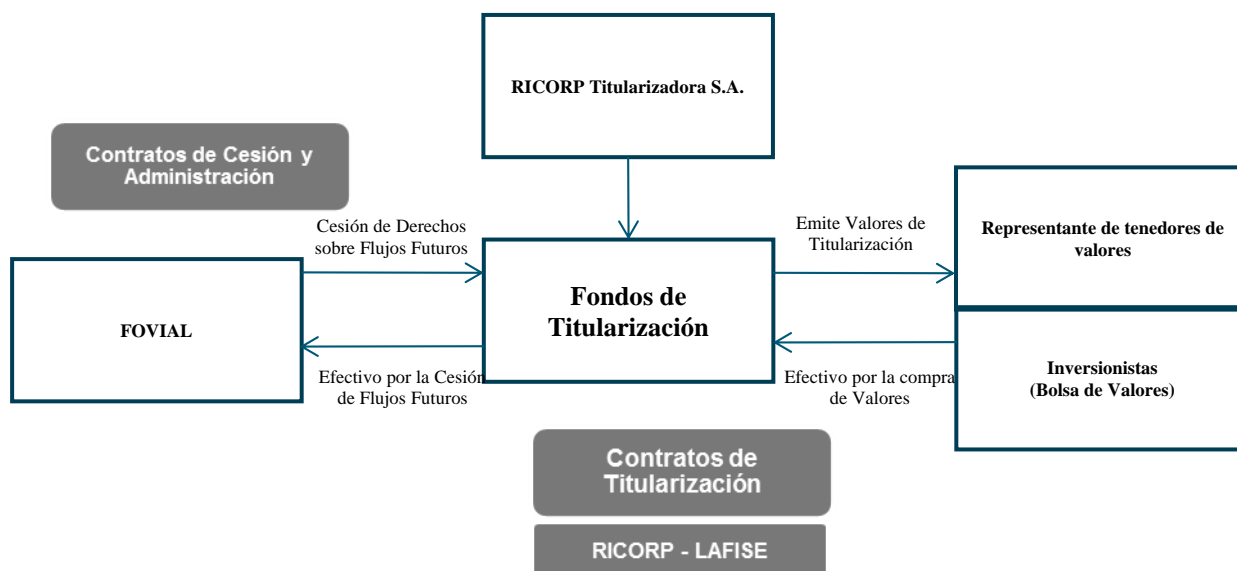 RICORP Titularizadora S.A.
Contratos de Cesión y
Administración
Cesión de Derechos
sobre Flujos Futuros
Emite Valores de
Titularización
Representante de tenedores de
valores
FOVIAL
Fondos de
Titularización
Efectivo por la Cesión
de Flujos Futuros
Efectivo por la compra
de Valores
Inversionistas
(Bolsa de Valores)
Contratos de
Titularización
RICORP - LAFISE